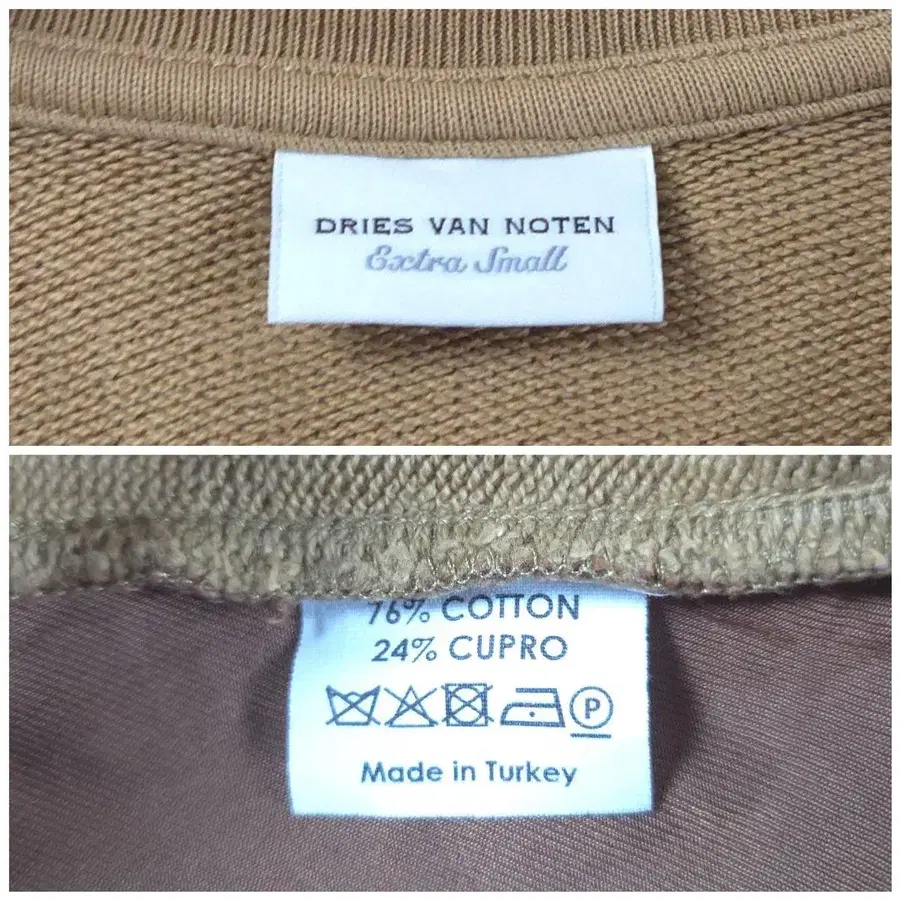 DRIES VAN NOTEN
Extra Small
76% COTTON
24% CUPRO
P
Made in Turkey